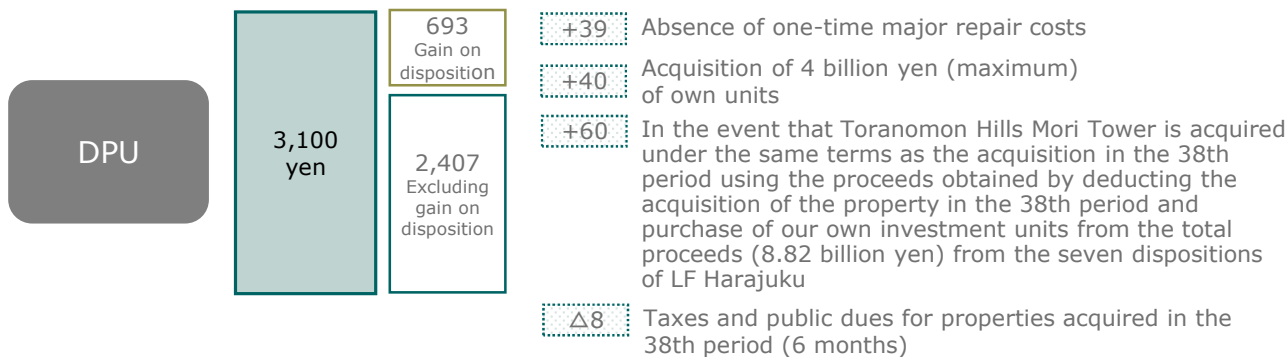 DPU
3,100
yen
693
Gain on
disposition
2,407
Excluding
gain on
disposition
+39 Absence of one-time major repair costs
+40 Acquisition of 4 billion yen (maximum)
of own units
+60 In the event that Toranomon Hills Mori Tower is acquired
under the same terms as the acquisition in the 38th
period using the proceeds obtained by deducting the
acquisition of the property in the 38th period and
purchase of our own investment units from the total
proceeds (8.82 billion yen) from the seven dispositions
of LF Harajuku
△8 Taxes and public dues for properties acquired in the
38th period (6 months)